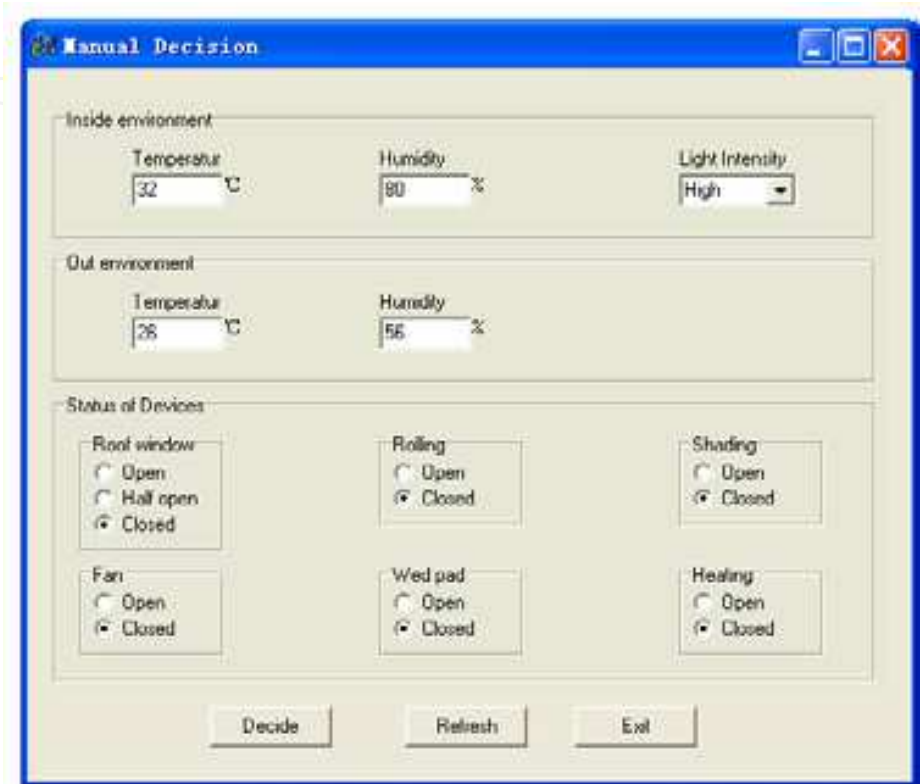 Manual Decision
Inside environment
Temperatur Humidity Light Intensity
32 °C 80 % High
Out environment
Temperatur Humidity
26 °C 56 %
Status of Devices
Roof window Rolling Shading
Open Open Open
Half open Closed Closed
Closed
Fan Wed pad Heating
Open Open Open
Closed Closed Closed
Decide Refresh Exit